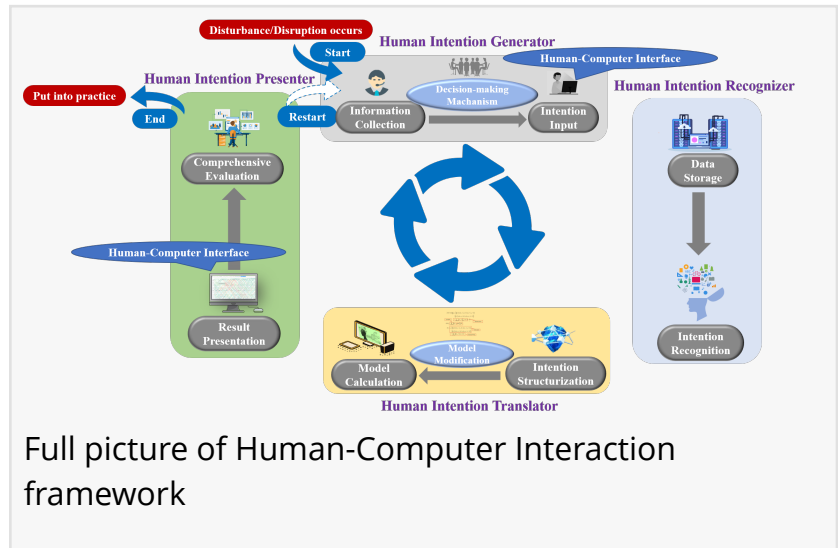 Disturbance/Disruption occurs
Start
Human Intention Generator
Human-Computer Interface
Decision-making
Machanism
Information
Collection
Intention
Input
Human Intention Presenter
Put into practice
End
Restart
Comprehensive
Evaluation
Human-Computer Interface
Result
Presentation
Human Intention Recognizer
Data
Storage
Intention
Recognition
Model
Modification
Model
Calculation
Intention
Structurization
Human Intention Translator
Full picture of Human-Computer Interaction
framework